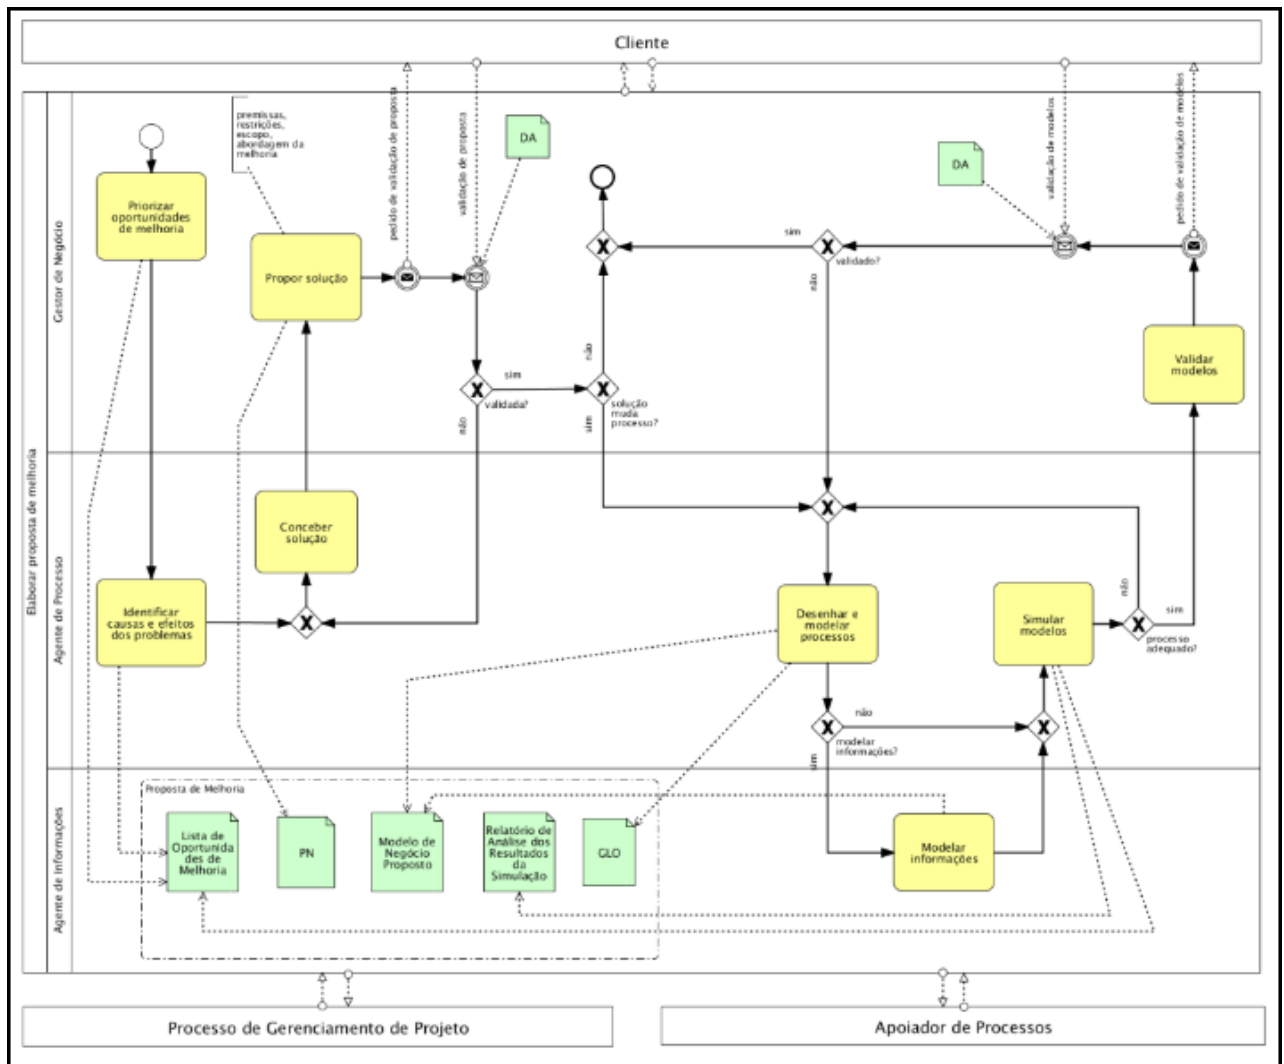 Cliente
Elaborar proposta de melhoria
Gestor de Negócio
Priorizar
oportunidades
de melhoria
premissas,
restrições,
escopo,
abordagem da
melhoria
Propor solução
pedido de validação de proposta
validação de proposta
DA
validada?
sim
não
solução
muda
processo?
não
sim
sim
validado?
não
DA
validação de modelos
pedido de validação de modelos
Validar
modelos
Agente de Processo
Identificar
causas e efeitos
dos problemas
Conceber
solução
Desenhar e
modelar
processos
Simular
modelos
não
sim
processo
adequado?
não
modelar
informações?
sim
Agente de Informações
Proposta de Melhoria
Lista de
Oportunida
des de
Melhoria
PN
Modelo de
Negócio
Proposto
Relatório de
Análise dos
Resultados
da
Simulação
GLO
Modelar
informações
Processo de Gerenciamento de Projeto
Apoiador de Processos